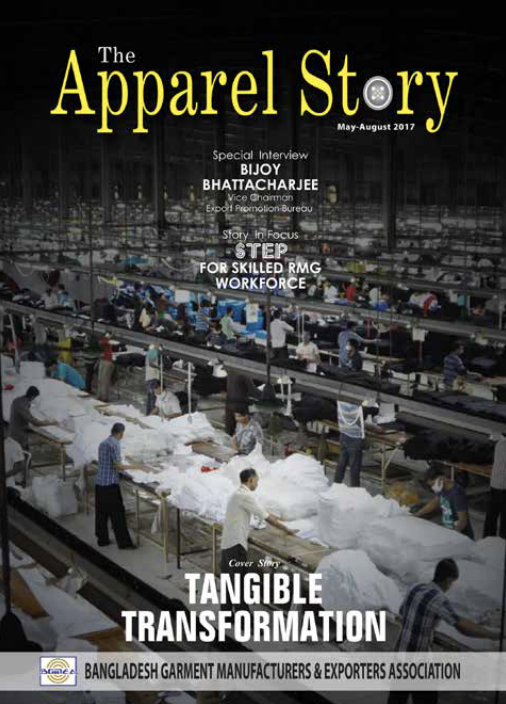 The
Apparel Story
May-August 2017
Special Interview
BIJOY
BHATTACHARJEE
Vice Chairman
Export Promotion Bureau
Story in Focus
STEP
FOR SKILLED RMG
WORKFORCE
Cover Story
TANGIBLE
TRANSFORMATION
BANGLADESH GARMENT MANUFACTURERS & EXPORTERS ASSOCIATION